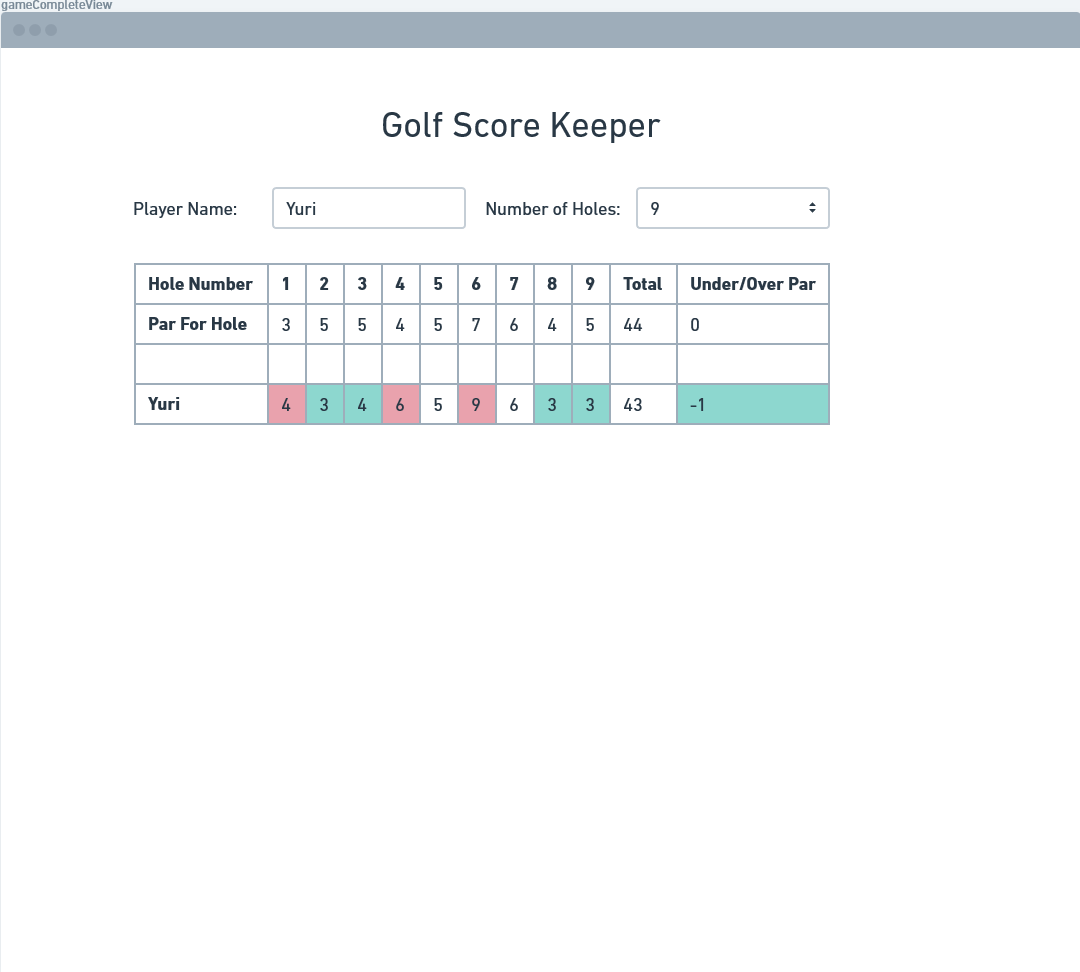 gameCompleteView
Golf Score Keeper
Player Name: Yuri Number of Holes: 9
Hole Number 1 2 3 4 5 6 7 8 9 Total Under/Over Par
Par For Hole 3 5 5 4 5 7 6 4 5 44 0
Yuri 4 3 4 6 5 9 6 3 3 43 -1